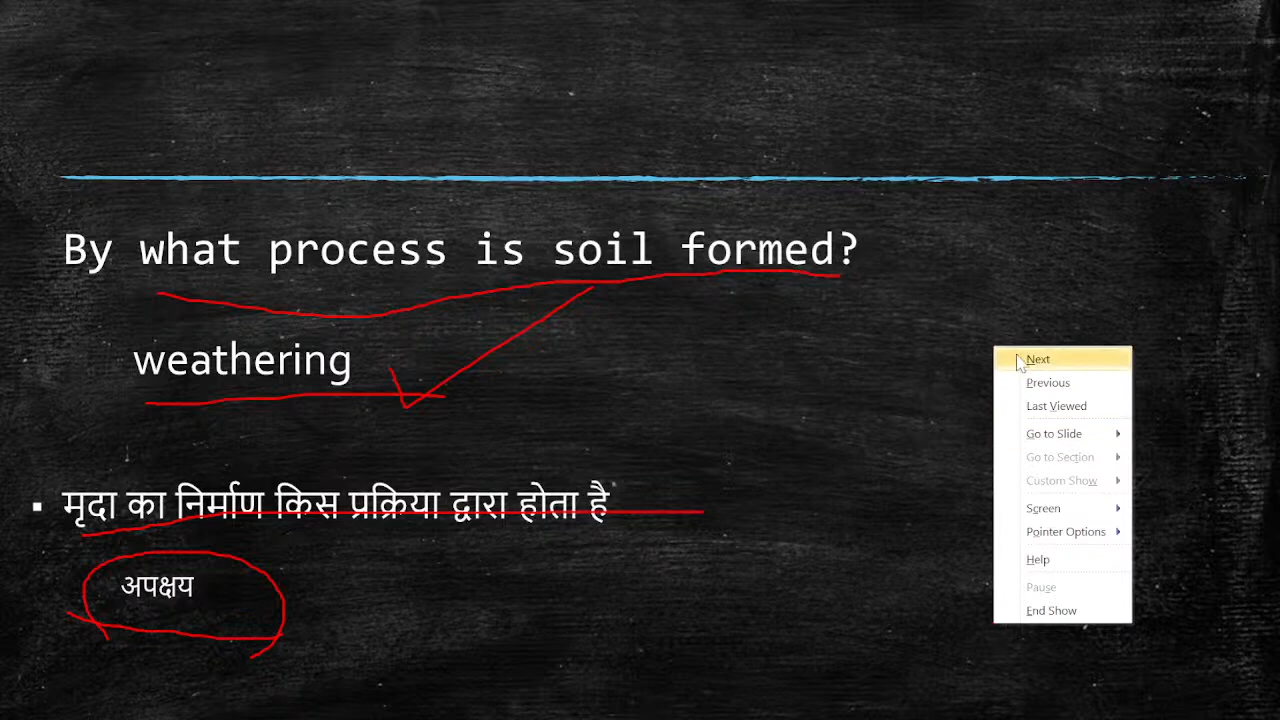 By what process is soil formed?
weathering
▪ मृदा का निर्माण किस प्रक्रिया द्वारा होता है
अपक्षय
Next
Previous
Last Viewed
Go to Slide
Go to Section
Custom Show
Screen
Pointer Options
Help
Pause
End Show